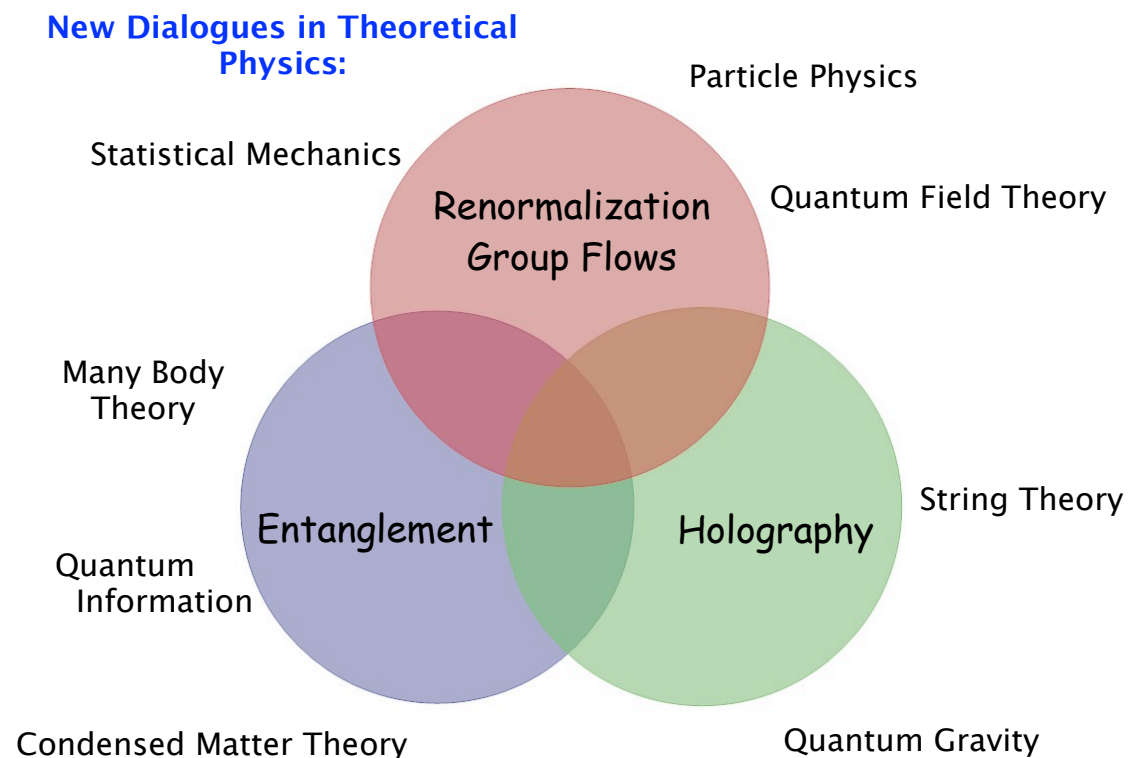 New Dialogues in Theoretical
Physics:
Particle Physics
Statistical Mechanics
Renormalization
Group Flows
Quantum Field Theory
Many Body
Theory
Entanglement
Holography
String Theory
Quantum
Information
Condensed Matter Theory
Quantum Gravity